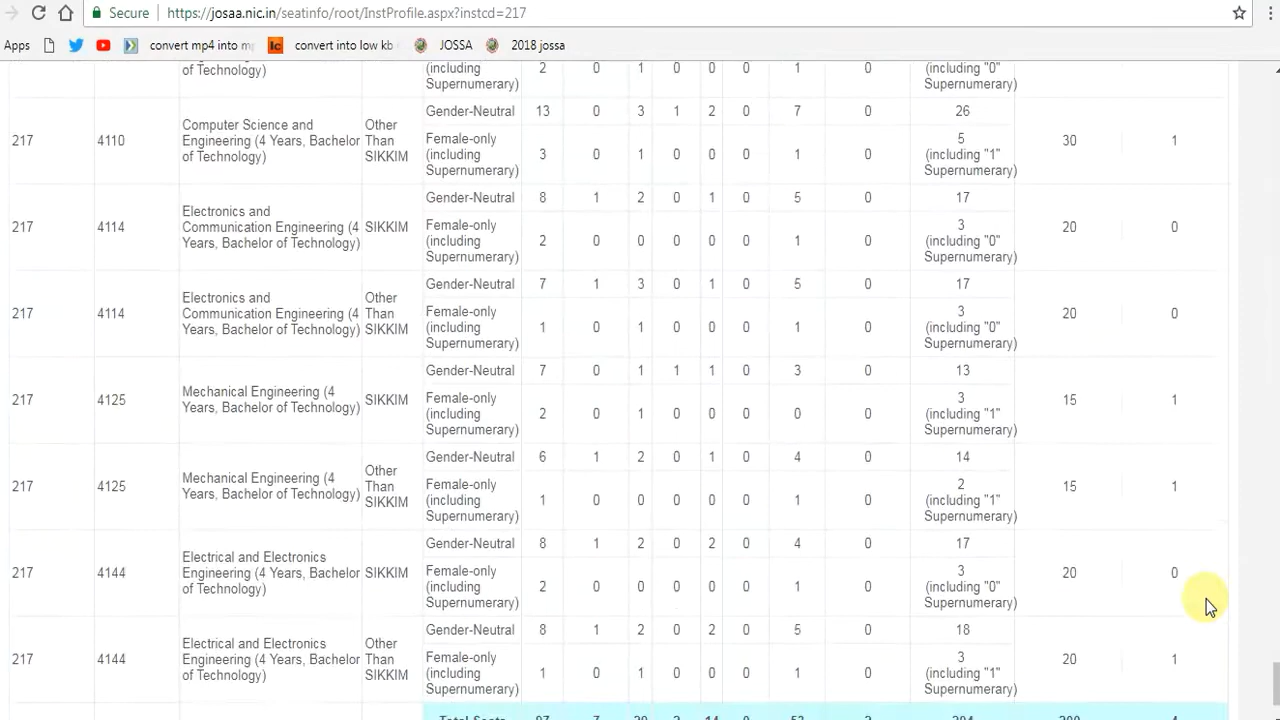 Secure https://josaa.nic.in/seatinfo/root/InstProfile.aspx?instcd=217
Apps convert mp4 into mp convert into low kb JOSSA 2018 jossa
of Technology) (including Supernumerary) 2 0 1 0 0 0 1 0 (including "0" Supernumerary)
217 4110 Computer Science and Engineering (4 Years, Bachelor of Technology) Other Than SIKKIM Gender-Neutral 13 0 3 1 2 0 7 0 26 30 1
Female-only (including Supernumerary) 3 0 1 0 0 0 1 0 5 (including "1" Supernumerary)
217 4114 Electronics and Communication Engineering (4 Years, Bachelor of Technology) SIKKIM Gender-Neutral 8 1 2 0 1 0 5 0 17 20 0
Female-only (including Supernumerary) 2 0 0 0 0 0 1 0 3 (including "0" Supernumerary)
217 4114 Electronics and Communication Engineering (4 Years, Bachelor of Technology) Other Than SIKKIM Gender-Neutral 7 1 3 0 1 0 5 0 17 20 0
Female-only (including Supernumerary) 1 0 1 0 0 0 1 0 3 (including "0" Supernumerary)
217 4125 Mechanical Engineering (4 Years, Bachelor of Technology) SIKKIM Gender-Neutral 7 0 1 1 1 0 3 0 13 15 1
Female-only (including Supernumerary) 2 0 1 0 0 0 0 0 3 (including "1" Supernumerary)
217 4125 Mechanical Engineering (4 Years, Bachelor of Technology) Other Than SIKKIM Gender-Neutral 6 1 2 0 1 0 4 0 14 15 1
Female-only (including Supernumerary) 1 0 0 0 0 0 1 0 2 (including "1" Supernumerary)
217 4144 Electrical and Electronics Engineering (4 Years, Bachelor of Technology) SIKKIM Gender-Neutral 8 1 2 0 2 0 4 0 17 20 0
Female-only (including Supernumerary) 2 0 0 0 0 0 1 0 3 (including "0" Supernumerary)
217 4144 Electrical and Electronics Engineering (4 Years, Bachelor of Technology) Other Than SIKKIM Gender-Neutral 8 1 2 0 2 0 5 0 18 20 1
Female-only (including Supernumerary) 1 0 1 0 0 0 1 0 3 (including "1" Supernumerary)
Total Seats